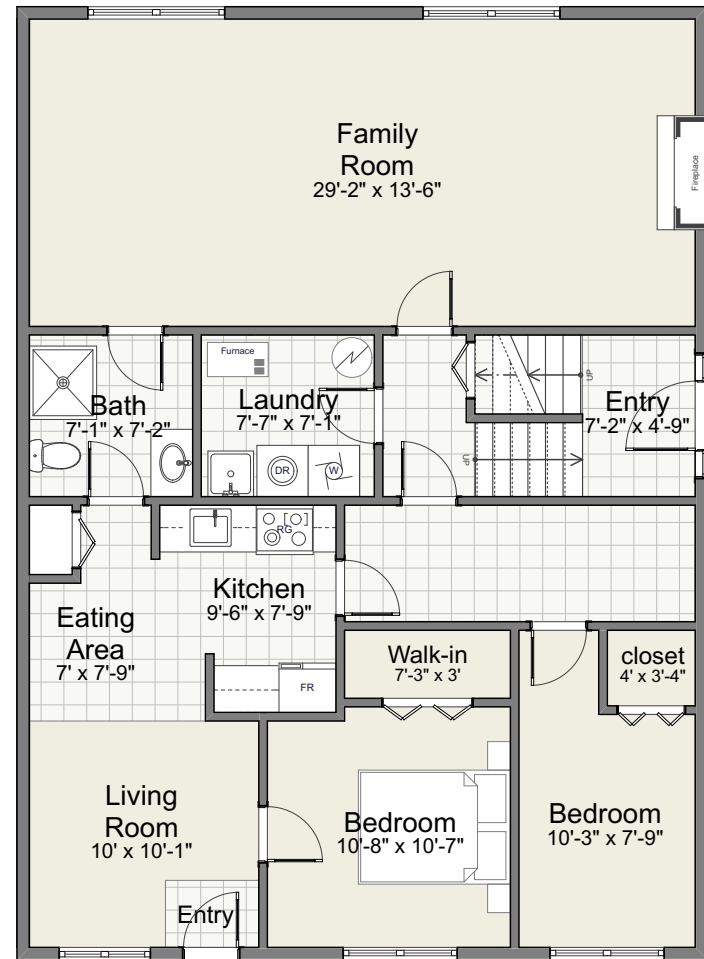 Family
Room
29'-2" x 13'-6"
Fireplace
Furnace
Bath
7'-1" x 7'-2"
Laundry
7'-7" x 7'-1"
DR
W
UP
UP
Entry
7'-2" x 4'-9"
RG
Kitchen
9'-6" x 7'-9"
Eating
Area
7' x 7'-9"
FR
Walk-in
7'-3" x 3'
closet
4' x 3'-4"
Living
Room
10' x 10'-1"
Bedroom
10'-8" x 10'-7"
Bedroom
10'-3" x 7'-9"
Entry